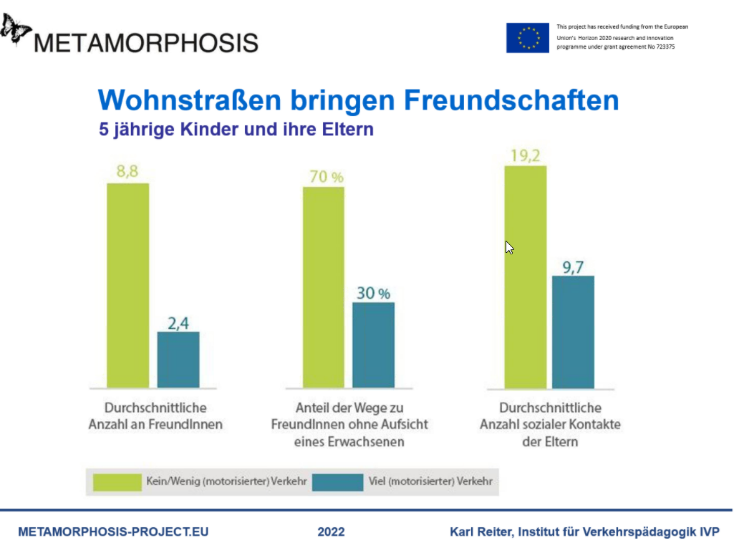 METAMORPHOSIS
This project has received funding from the European
Union's Horizon 2020 research and innovation
programme under grant agreement No 723375
Wohnstraßen bringen Freundschaften
5 jährige Kinder und ihre Eltern
8,8
2,4
70 %
30 %
19,2
9,7
Durchschnittliche
Anzahl an FreundInnen
Anteil der Wege zu
FreundInnen ohne Aufsicht
eines Erwachsenen
Durchschnittliche
Anzahl sozialer Kontakte
der Eltern
Kein/Wenig (motorisierter) Verkehr
Viel (motorisierter) Verkehr
METAMORPHOSIS-PROJECT.EU
2022
Karl Reiter, Institut für Verkehrspädagogik IVP